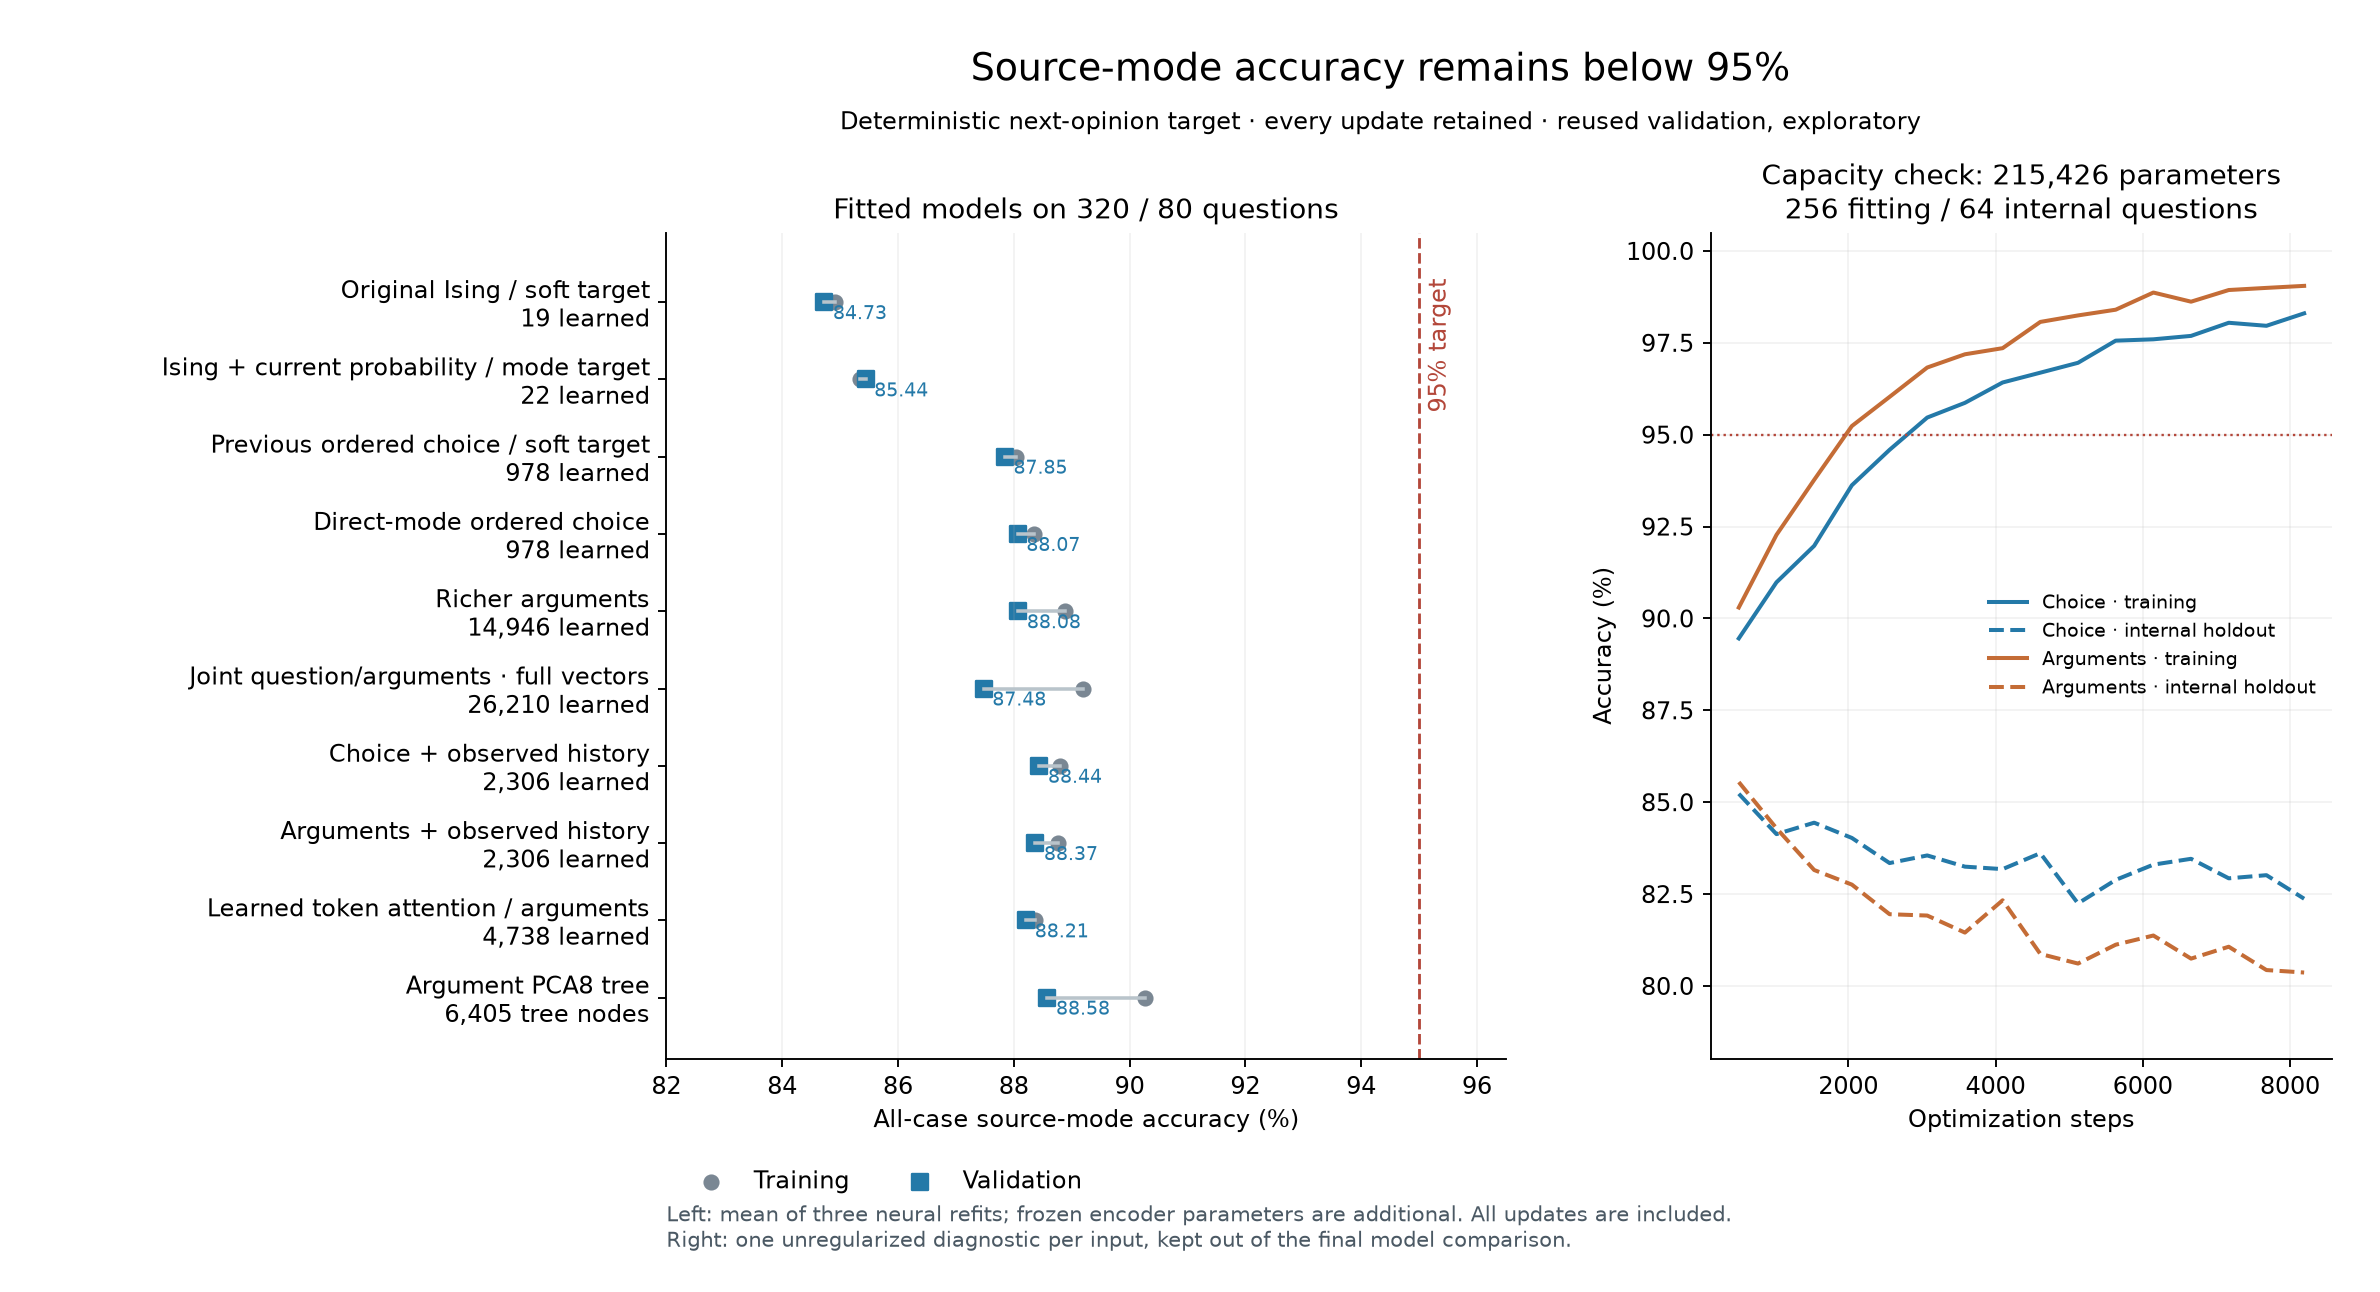 Source-mode accuracy remains below 95%
Deterministic next-opinion target · every update retained · reused validation, exploratory
Fitted models on 320 / 80 questions
Original Ising / soft target
19 learned
Ising + current probability / mode target
22 learned
Previous ordered choice / soft target
978 learned
Direct-mode ordered choice
978 learned
Richer arguments
14,946 learned
Joint question/arguments · full vectors
26,210 learned
Choice + observed history
2,306 learned
Arguments + observed history
2,306 learned
Learned token attention / arguments
4,738 learned
Argument PCA8 tree
6,405 tree nodes
84.73
85.44
87.85
88.07
88.08
87.48
88.44
88.37
88.21
88.58
95% target
82 84 86 88 90 92 94 96
All-case source-mode accuracy (%)
Training
Validation
Capacity check: 215,426 parameters
256 fitting / 64 internal questions
100.0
97.5
95.0
92.5
90.0
87.5
85.0
82.5
80.0
Accuracy (%)
Choice · training
Choice · internal holdout
Arguments · training
Arguments · internal holdout
2000 4000 6000 8000
Optimization steps
Left: mean of three neural refits; frozen encoder parameters are additional. All updates are included.
Right: one unregularized diagnostic per input, kept out of the final model comparison.